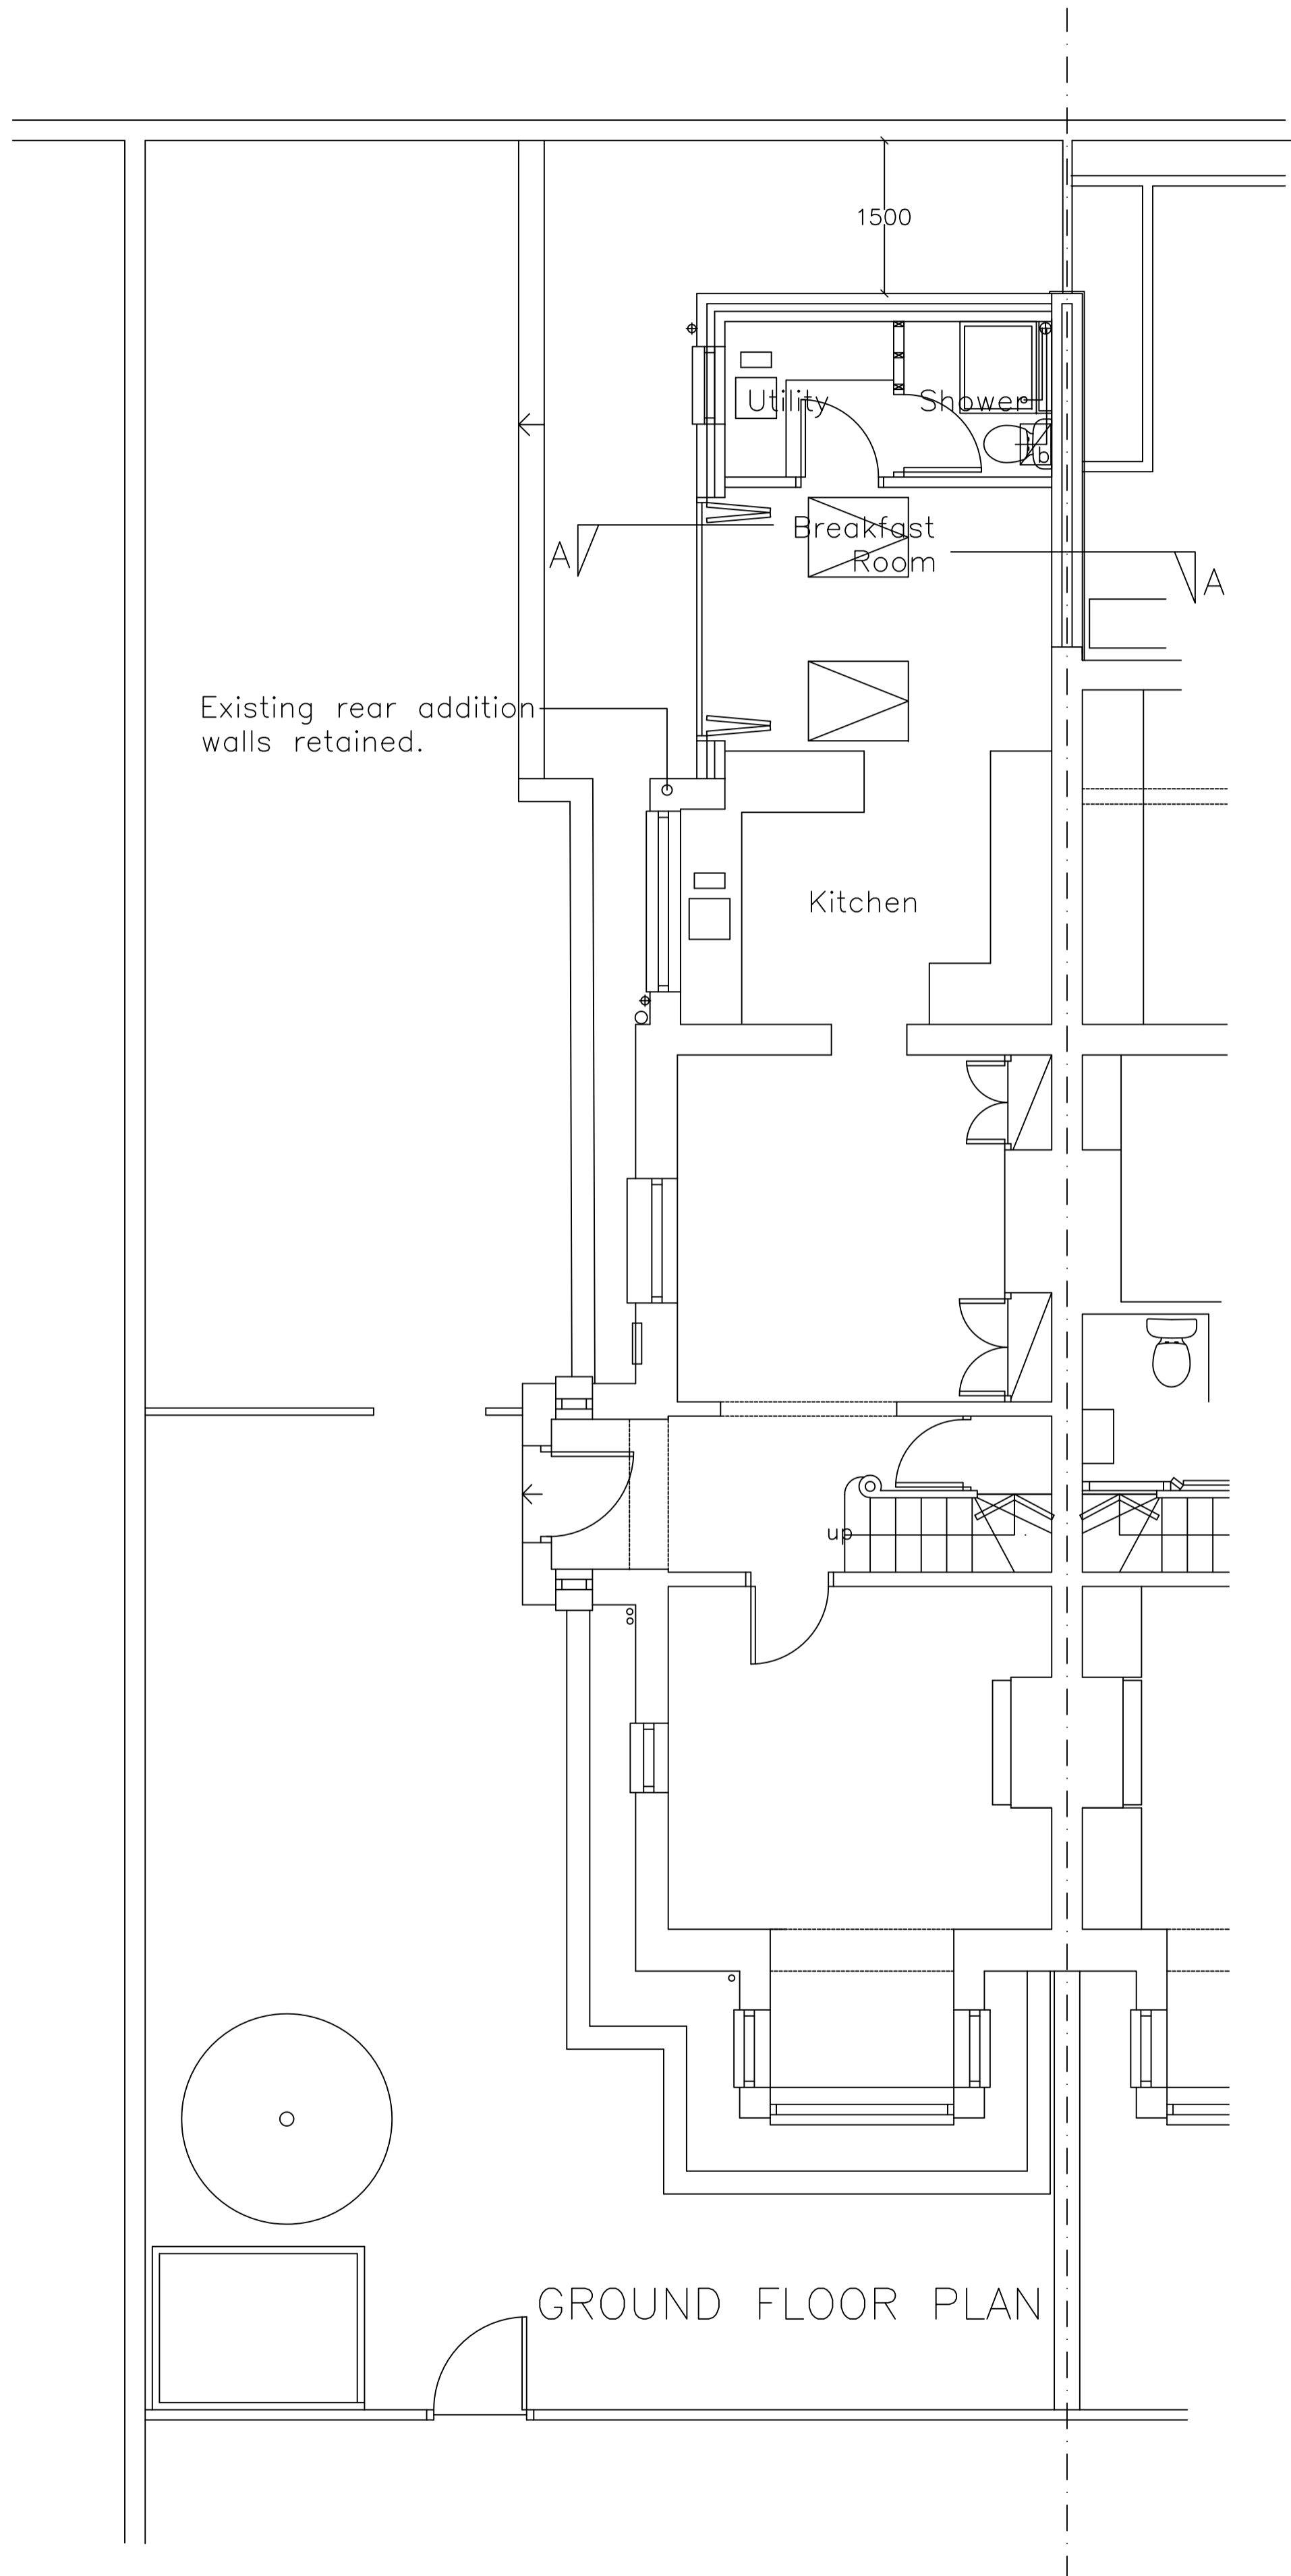 1500
Utility
Shower
b
Breakfast
Room
A
A
Existing rear addition
walls retained.
Kitchen
up
GROUND FLOOR PLAN